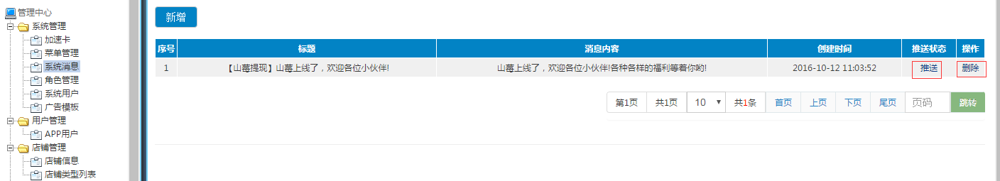 管理中心
系统管理
加速卡
菜单管理
系统消息
角色管理
系统用户
广告模板
用户管理
APP用户
店铺管理
店铺信息
店铺类型列表
新增
序号 标题 消息内容 创建时间 推送状态 操作
1 【山莓提现】山莓上线了，欢迎各位小伙伴! 山莓上线了，欢迎各位小伙伴!各种各样的福利等着你哟! 2016-10-12 11:03:52 推送 删除
第1页 共1页 10 共1条 首页 上页 下页 尾页 页码 跳转